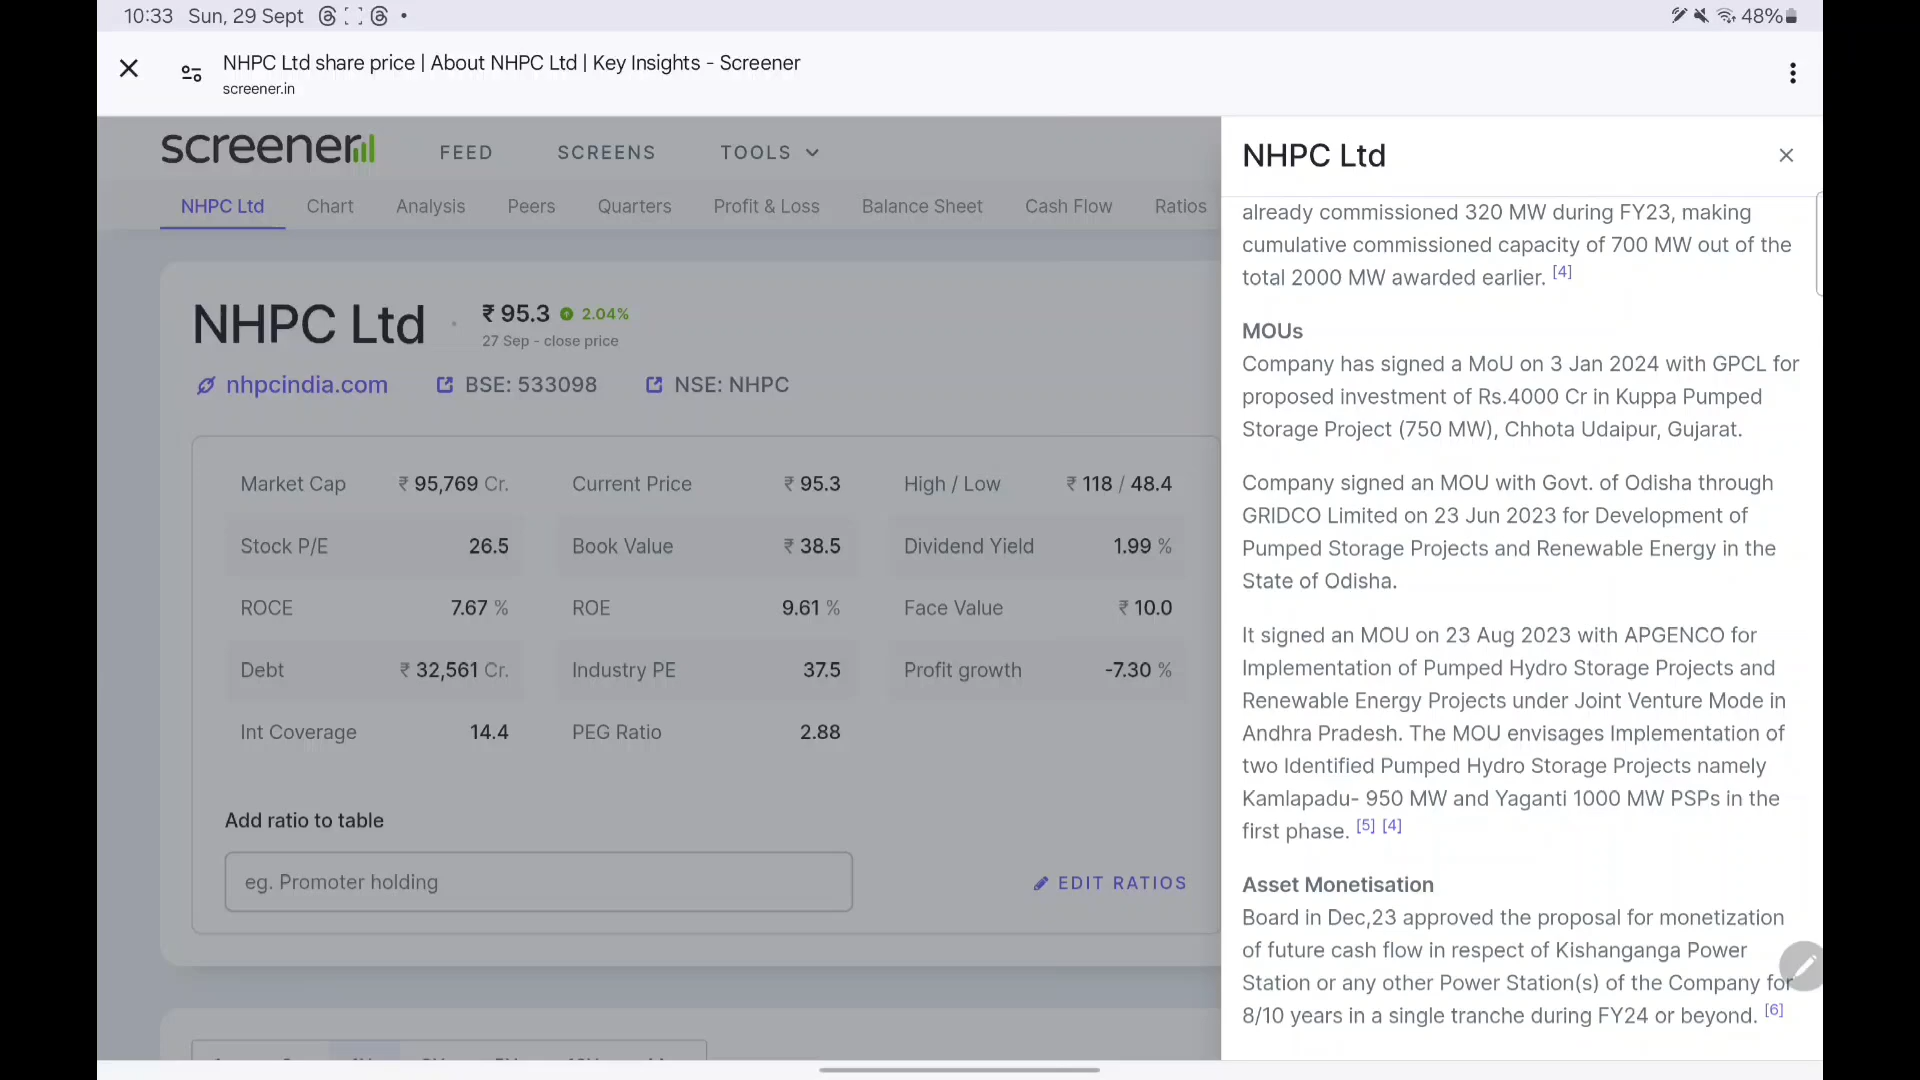 10:33 Sun, 29 Sept
48%
NHPC Ltd share price | About NHPC Ltd | Key Insights - Screener
screener.in
screener
FEED SCREENS TOOLS
NHPC Ltd Chart Analysis Peers Quarters Profit & Loss Balance Sheet Cash Flow Ratios
NHPC Ltd
₹ 95.3 2.04%
27 Sep - close price
nhpcindia.com BSE: 533098 NSE: NHPC
Market Cap ₹ 95,769 Cr. Current Price ₹ 95.3 High / Low ₹ 118 / 48.4
Stock P/E 26.5 Book Value ₹ 38.5 Dividend Yield 1.99 %
ROCE 7.67 % ROE 9.61 % Face Value ₹ 10.0
Debt ₹ 32,561 Cr. Industry PE 37.5 Profit growth -7.30 %
Int Coverage 14.4 PEG Ratio 2.88
Add ratio to table
eg. Promoter holding
EDIT RATIOS
NHPC Ltd
already commissioned 320 MW during FY23, making
cumulative commissioned capacity of 700 MW out of the
total 2000 MW awarded earlier. [4]
MOUs
Company has signed a MoU on 3 Jan 2024 with GPCL for
proposed investment of Rs.4000 Cr in Kuppa Pumped
Storage Project (750 MW), Chhota Udaipur, Gujarat.
Company signed an MOU with Govt. of Odisha through
GRIDCO Limited on 23 Jun 2023 for Development of
Pumped Storage Projects and Renewable Energy in the
State of Odisha.
It signed an MOU on 23 Aug 2023 with APGENCO for
Implementation of Pumped Hydro Storage Projects and
Renewable Energy Projects under Joint Venture Mode in
Andhra Pradesh. The MOU envisages Implementation of
two Identified Pumped Hydro Storage Projects namely
Kamlapadu- 950 MW and Yaganti 1000 MW PSPs in the
first phase. [5] [4]
Asset Monetisation
Board in Dec,23 approved the proposal for monetization
of future cash flow in respect of Kishanganga Power
Station or any other Power Station(s) of the Company for
8/10 years in a single tranche during FY24 or beyond. [6]